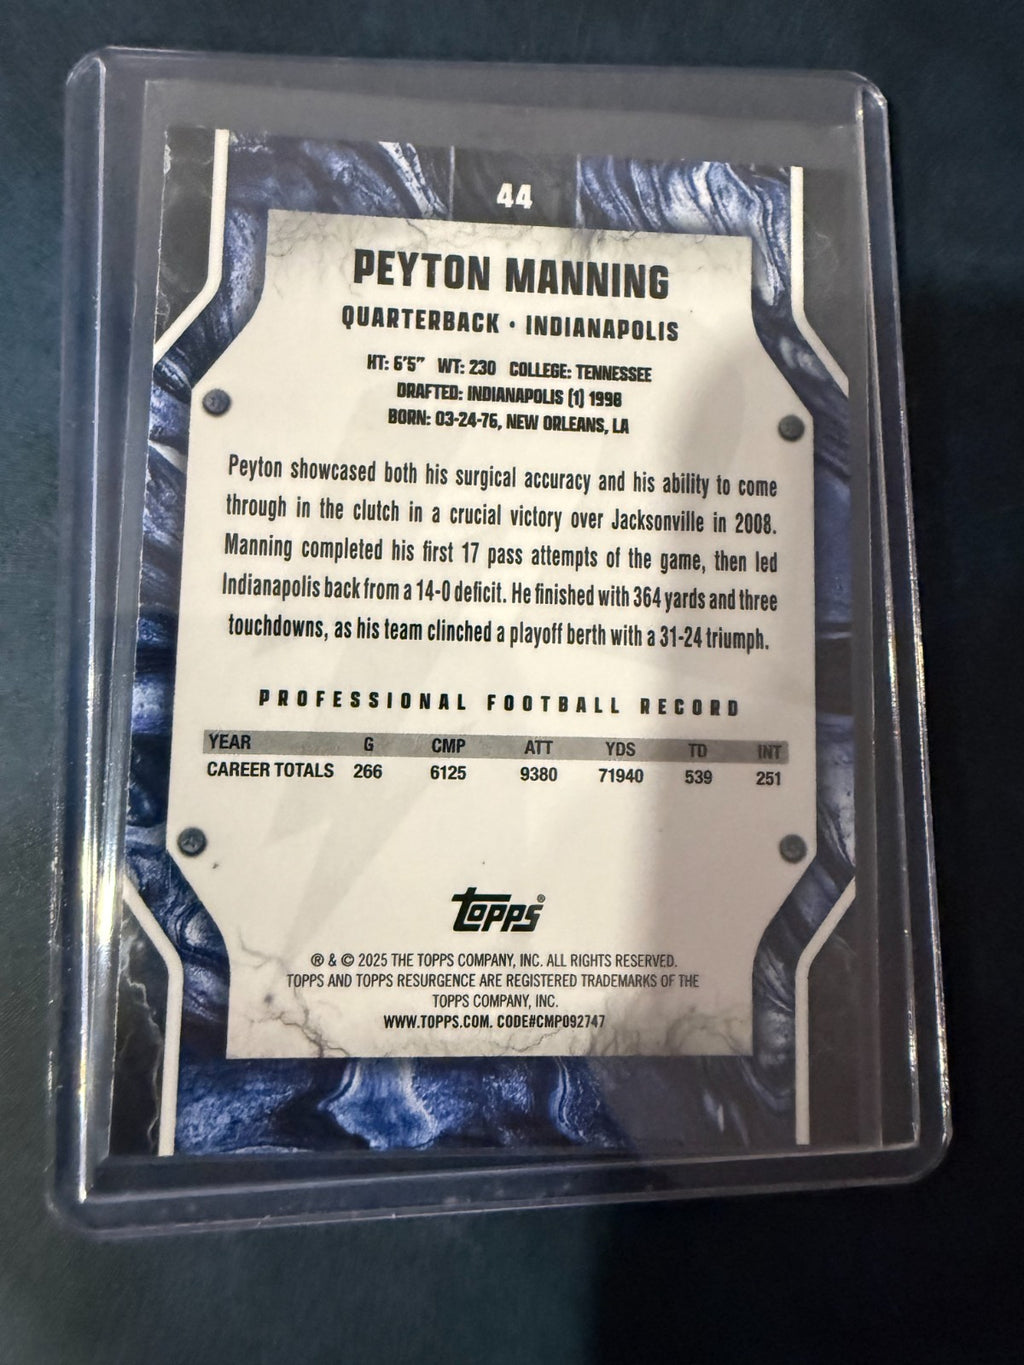 44
PEYTON MANNING
QUARTERBACK • INDIANAPOLIS
HT: 6'5" WT: 230 COLLEGE: TENNESSEE
DRAFTED: INDIANAPOLIS (1) 1998
BORN: 03-24-76, NEW ORLEANS, LA
Peyton showcased both his surgical accuracy and his ability to come
through in the clutch in a crucial victory over Jacksonville in 2008.
Manning completed his first 17 pass attempts of the game, then led
Indianapolis back from a 14-0 deficit. He finished with 364 yards and three
touchdowns, as his team clinched a playoff berth with a 31-24 triumph.
PROFESSIONAL FOOTBALL RECORD
YEAR G CMP ATT YDS TD INT
CAREER TOTALS 266 6125 9380 71940 539 251
Topps®
® & © 2025 THE TOPPS COMPANY, INC. ALL RIGHTS RESERVED.
TOPPS AND TOPPS RESURGENCE ARE REGISTERED TRADEMARKS OF THE
TOPPS COMPANY, INC.
WWW.TOPPS.COM. CODE#CMP092747